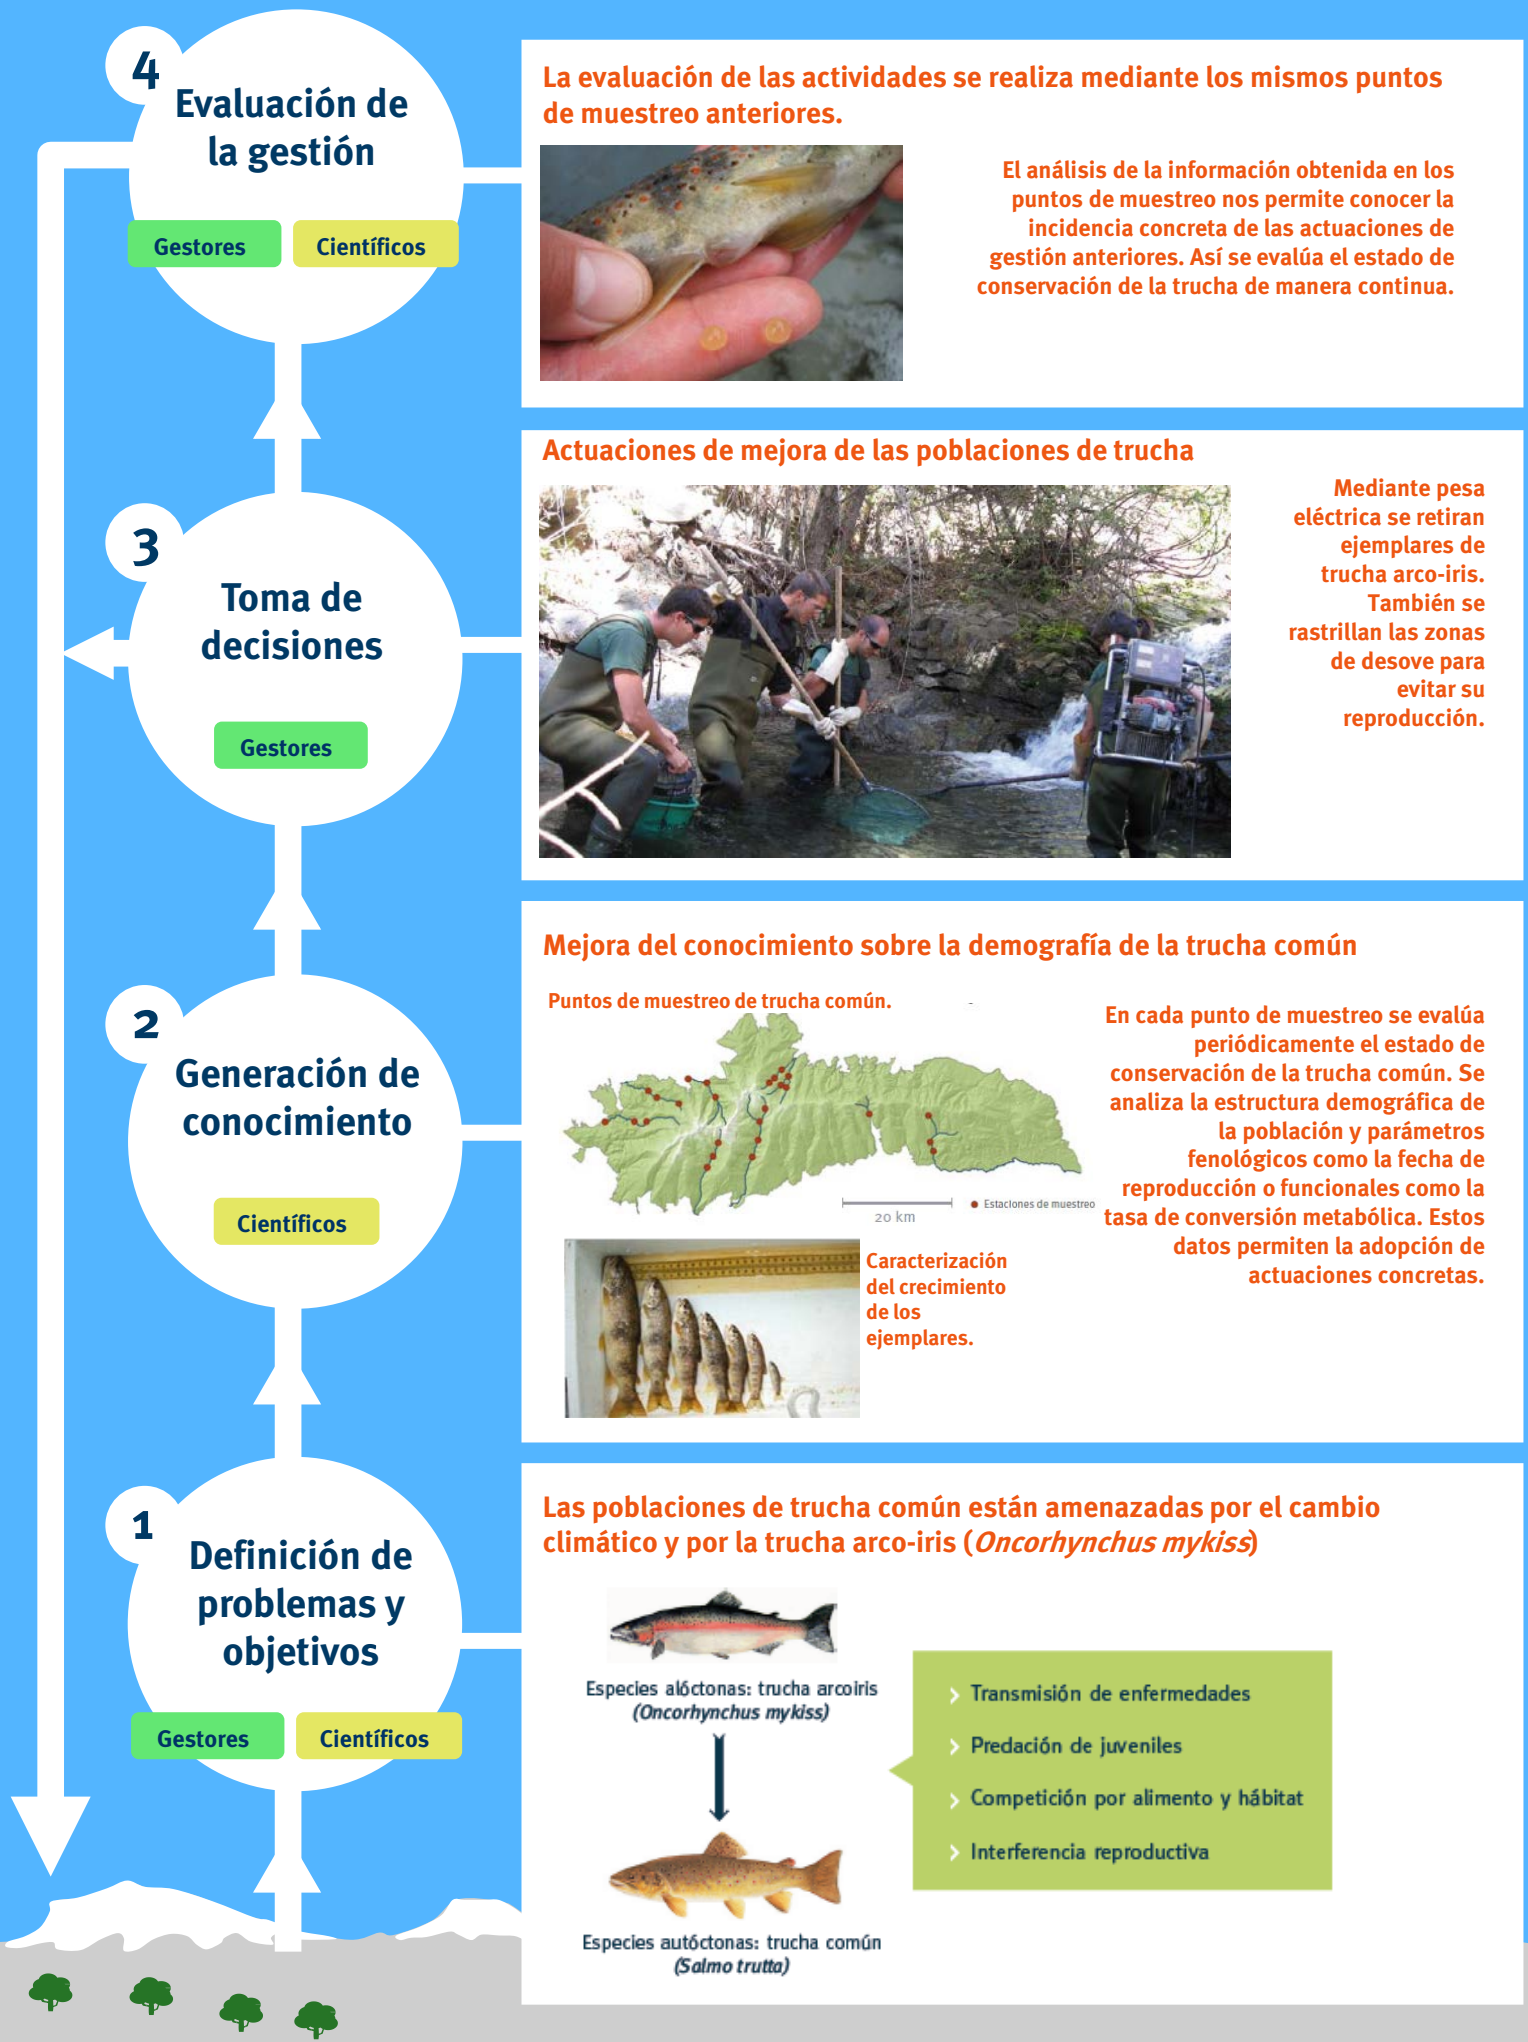 4
Evaluación de
la gestión
Gestores
Científicos
La evaluación de las actividades se realiza mediante los mismos puntos
de muestreo anteriores.
El análisis de la información obtenida en los
puntos de muestreo nos permite conocer la
incidencia concreta de las actuaciones de
gestión anteriores. Así se evalúa el estado de
conservación de la trucha de manera continua.
3
Toma de
decisiones
Gestores
Actuaciones de mejora de las poblaciones de trucha
Mediante pesa
eléctrica se retiran
ejemplares de
trucha arco-iris.
También se
rastrillan las zonas
de desove para
evitar su
reproducción.
2
Generación de
conocimiento
Científicos
Mejora del conocimiento sobre la demografía de la trucha común
Puntos de muestreo de trucha común.
20 km
Estaciones de muestreo
En cada punto de muestreo se evalúa
periódicamente el estado de
conservación de la trucha común. Se
analiza la estructura demográfica de
la población y parámetros
fenológicos como la fecha de
reproducción o funcionales como la
tasa de conversión metabólica. Estos
datos permiten la adopción de
actuaciones concretas.
Caracterización
del crecimiento
de los
ejemplares.
1
Definición de
problemas y
objetivos
Gestores
Científicos
Las poblaciones de trucha común están amenazadas por el cambio
climático y por la trucha arco-iris (Oncorhynchus mykiss)
Especies alóctonas: trucha arcoiris
(Oncorhynchus mykiss)
> Transmisión de enfermedades
> Predación de juveniles
> Competición por alimento y hábitat
> Interferencia reproductiva
Especies autóctonas: trucha común
(Salmo trutta)